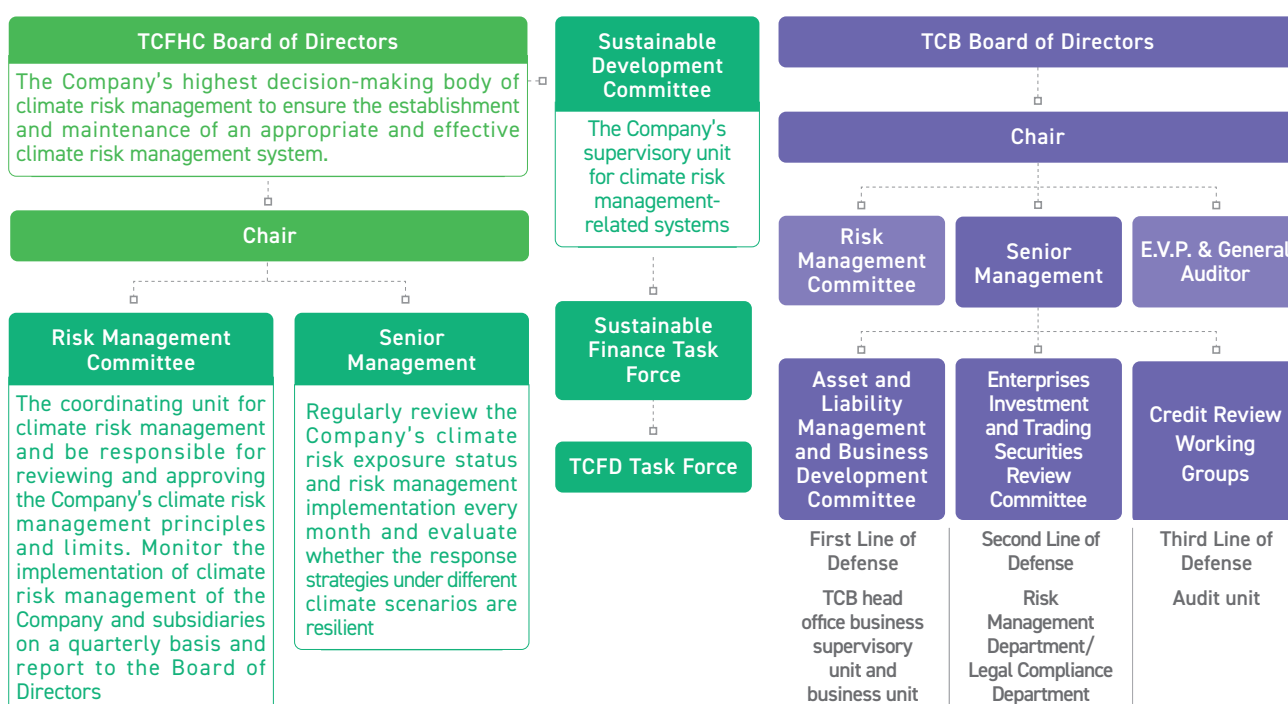 TCFHC Board of Directors
The Company's highest decision-making body of
climate risk management to ensure the establishment
and maintenance of an appropriate and effective
climate risk management system.
Chair
Risk Management
Committee
The coordinating unit for
climate risk management
and be responsible for
reviewing and approving
the Company's climate risk
management principles
and limits. Monitor the
implementation of climate
risk management of the
Company and subsidiaries
on a quarterly basis and
report to the Board of
Directors
Senior
Management
Regularly review the
Company's climate
risk exposure status
and risk management
implementation every
month and evaluate
whether the response
strategies under different
climate scenarios are
resilient
Sustainable
Development
Committee
The Company's
supervisory unit
for climate risk
management-
related systems
Sustainable
Finance Task
Force
TCFD Task Force
TCB Board of Directors
Chair
Risk
Management
Committee
Senior
Management
E.V.P. & General
Auditor
Asset and
Liability
Management
and Business
Development
Committee
Enterprises
Investment
and Trading
Securities
Review
Committee
Credit Review
Working
Groups
First Line of
Defense
TCB head
office business
supervisory
unit and
business unit
Second Line of
Defense
Risk
Management
Department/
Legal Compliance
Department
Third Line of
Defense
Audit unit